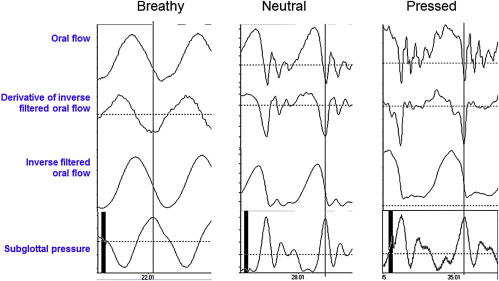 Breathy Neutral Pressed
Oral flow
Derivative of inverse
filtered oral flow
Inverse filtered
oral flow
Subglottal pressure
22.01 28.01 35.01